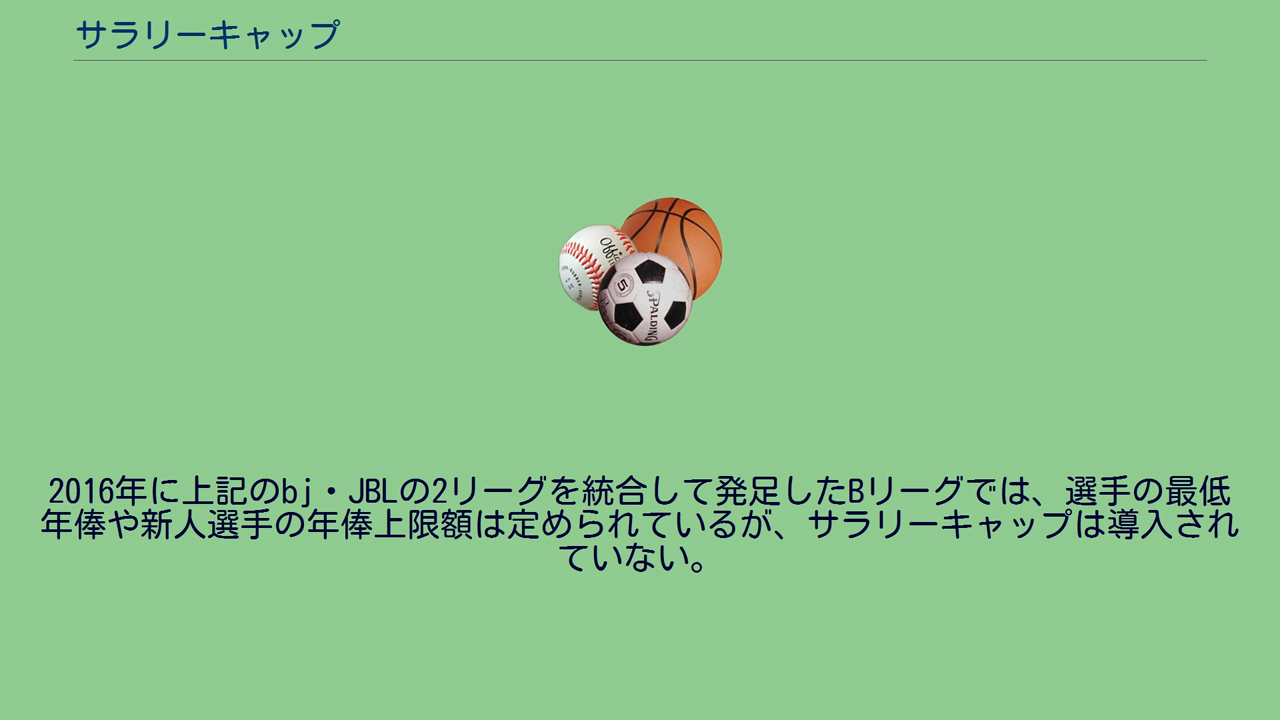 サラリーキャップ
Offic
5
SPALDING
2016年に上記のbj・JBLの2リーグを統合して発足したBリーグでは、選手の最低
年俸や新人選手の年俸上限額は定められているが、サラリーキャップは導入され
ていない。